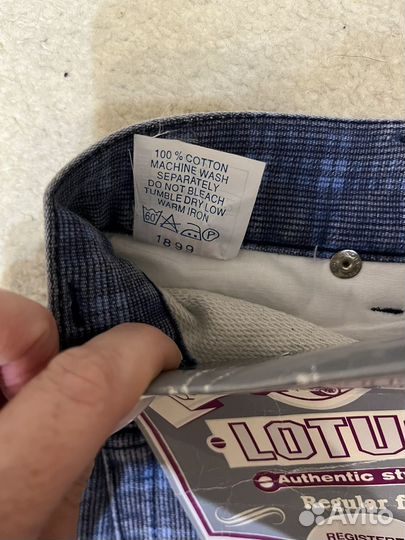 100 % COTTON
MACHINE WASH
SEPARATELY
DO NOT BLEACH
TUMBLE DRY LOW
WARM IRON
60 P
1899
LOTU
Authentic st
Regular f
REGISTERE
Avito